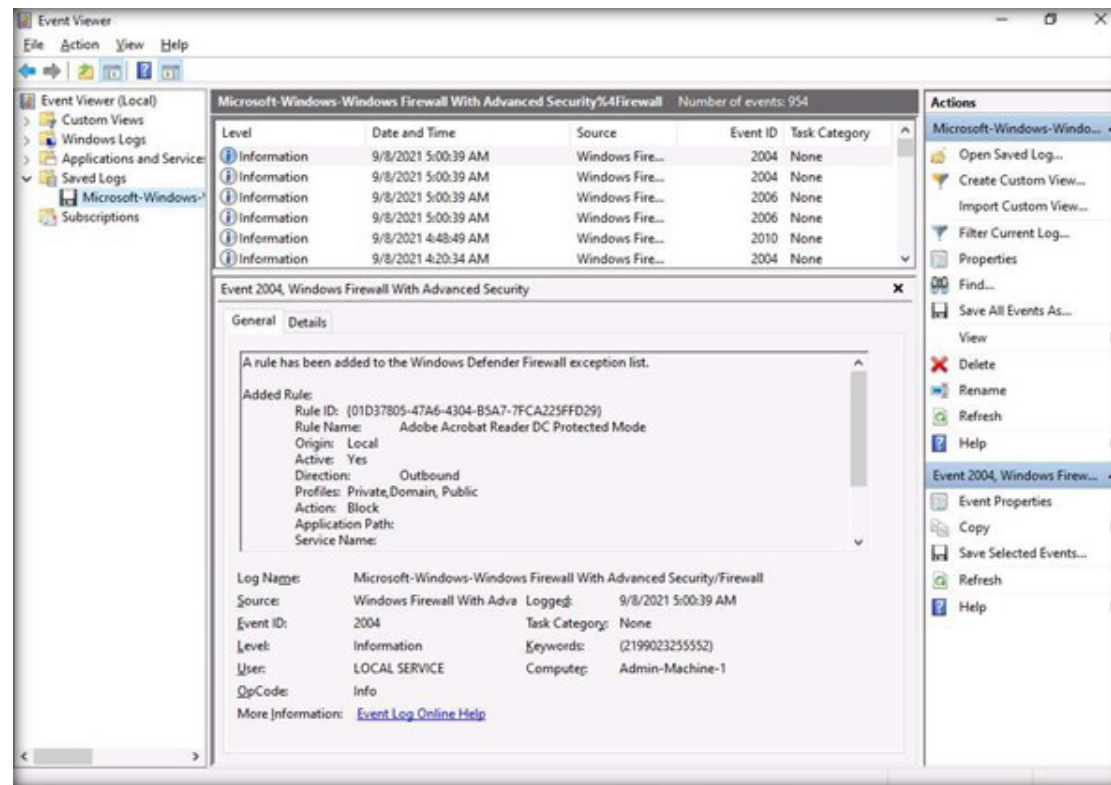 Event Viewer
File Action View Help
Event Viewer (Local)
Custom Views
Windows Logs
Applications and Service
Saved Logs
Microsoft-Windows-
Subscriptions
Microsoft-Windows-Windows Firewall With Advanced Security%4Firewall Number of events: 954
Level Date and Time Source Event ID Task Category
Information 9/8/2021 5:00:39 AM Windows Fire... 2004 None
Information 9/8/2021 5:00:39 AM Windows Fire... 2004 None
Information 9/8/2021 5:00:39 AM Windows Fire... 2006 None
Information 9/8/2021 5:00:39 AM Windows Fire... 2006 None
Information 9/8/2021 4:48:49 AM Windows Fire... 2010 None
Information 9/8/2021 4:20:34 AM Windows Fire... 2004 None
Event 2004, Windows Firewall With Advanced Security
General Details
A rule has been added to the Windows Defender Firewall exception list.
Added Rule:
Rule ID: {01D37805-47A6-4304-B5A7-7FCA225FFD29}
Rule Name: Adobe Acrobat Reader DC Protected Mode
Origin: Local
Active: Yes
Direction: Outbound
Profiles: Private,Domain, Public
Action: Block
Application Path:
Service Name:
Log Name: Microsoft-Windows-Windows Firewall With Advanced Security/Firewall
Source: Windows Firewall With Adva Logged: 9/8/2021 5:00:39 AM
Event ID: 2004 Task Category: None
Level: Information Keywords: (2199023255552)
User: LOCAL SERVICE Computer: Admin-Machine-1
OpCode: Info
More Information: Event Log Online Help
Actions
Microsoft-Windows-Windo...
Open Saved Log...
Create Custom View...
Import Custom View...
Filter Current Log...
Properties
Find...
Save All Events As...
View
Delete
Rename
Refresh
Help
Event 2004, Windows Firew...
Event Properties
Copy
Save Selected Events...
Refresh
Help